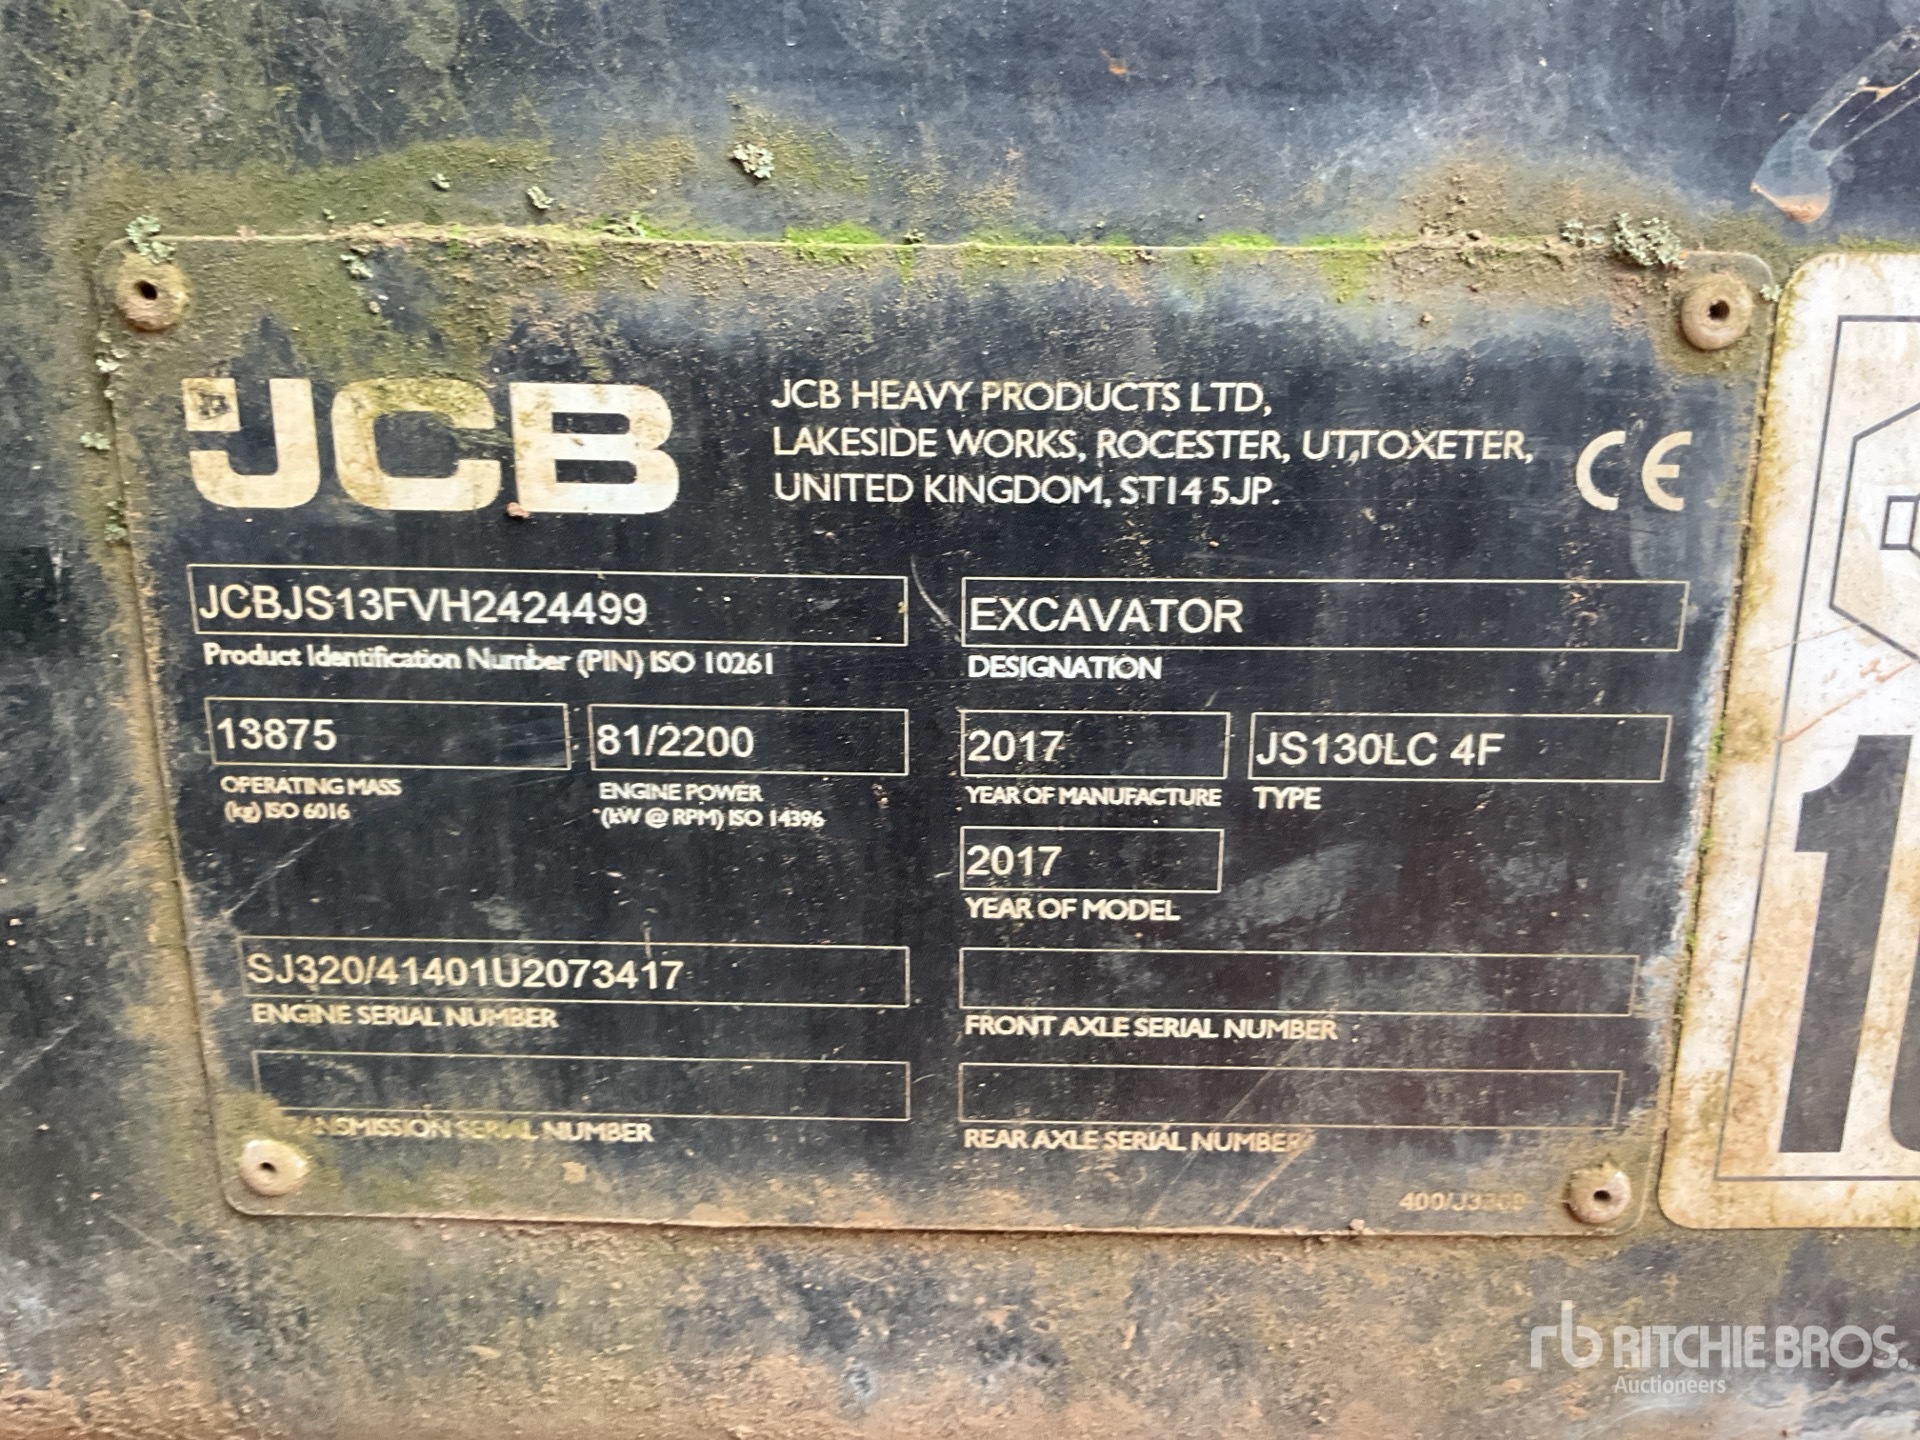 JCB
JCB HEAVY PRODUCTS LTD,
LAKESIDE WORKS, ROCESTER, UTTOXETER,
UNITED KINGDOM, ST14 5JP.
CE
JCBJS13FVH2424499
Product Identification Number (PIN) ISO 10261
EXCAVATOR
DESIGNATION
13875
OPERATING MASS
(kg) ISO 6016
81/2200
ENGINE POWER
(kW @ RPM) ISO 14396
2017
YEAR OF MANUFACTURE
JS130LC 4F
TYPE
2017
YEAR OF MODEL
SJ320/41401U2073417
ENGINE SERIAL NUMBER
FRONT AXLE SERIAL NUMBER
TRANSMISSION SERIAL NUMBER
REAR AXLE SERIAL NUMBER
rb RITCHIE BROS.
Auctioneers